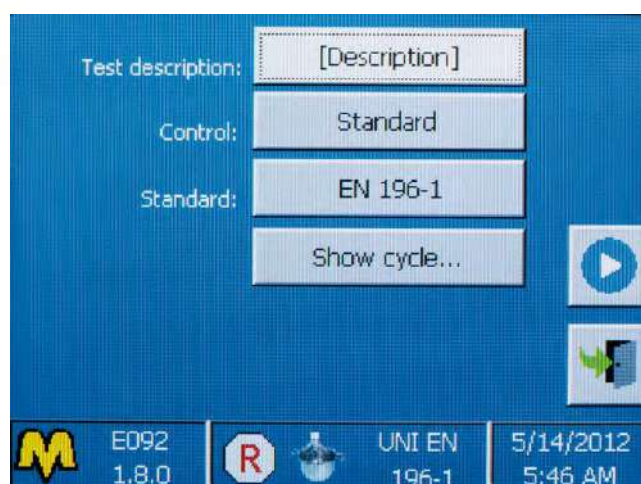 Test description: [Description]
Control: Standard
Standard: EN 196-1
Show cycle...
E092
1.8.0
R
UNI EN
196-1
5/14/2012
5:46 AM